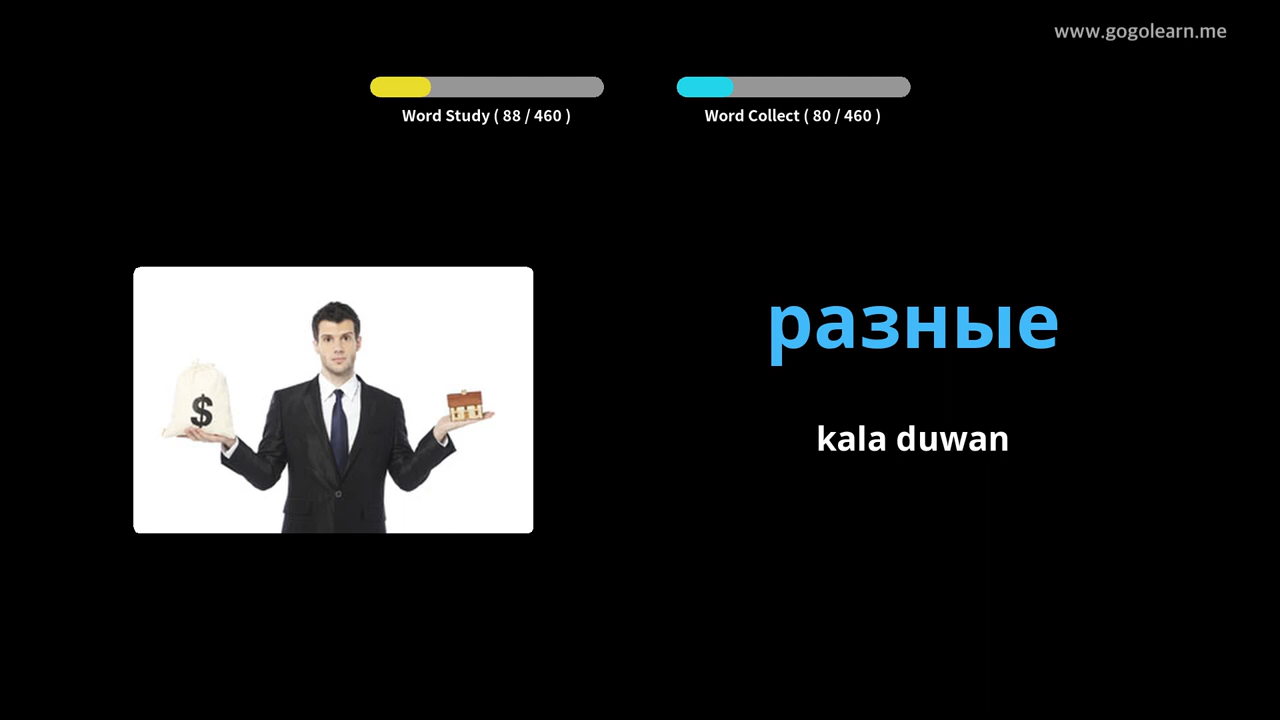 www.gogolearn.me
Word Study ( 88 / 460 )
Word Collect ( 80 / 460 )
$
разные
kala duwan